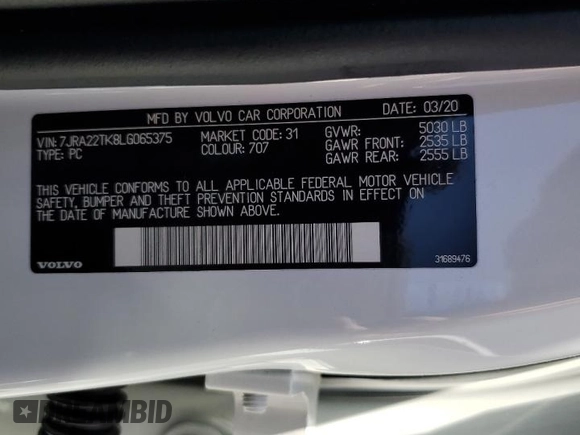 MFD BY VOLVO CAR CORPORATION DATE: 03/20
VIN: 7JRA22TK8LG065375 MARKET CODE: 31 GVWR: 5030 LB
TYPE: PC COLOUR: 707 GAWR FRONT: 2535 LB
GAWR REAR: 2555 LB
THIS VEHICLE CONFORMS TO ALL APPLICABLE FEDERAL MOTOR VEHICLE
SAFETY, BUMPER AND THEFT PREVENTION STANDARDS IN EFFECT ON
THE DATE OF MANUFACTURE SHOWN ABOVE.
VOLVO 31689476